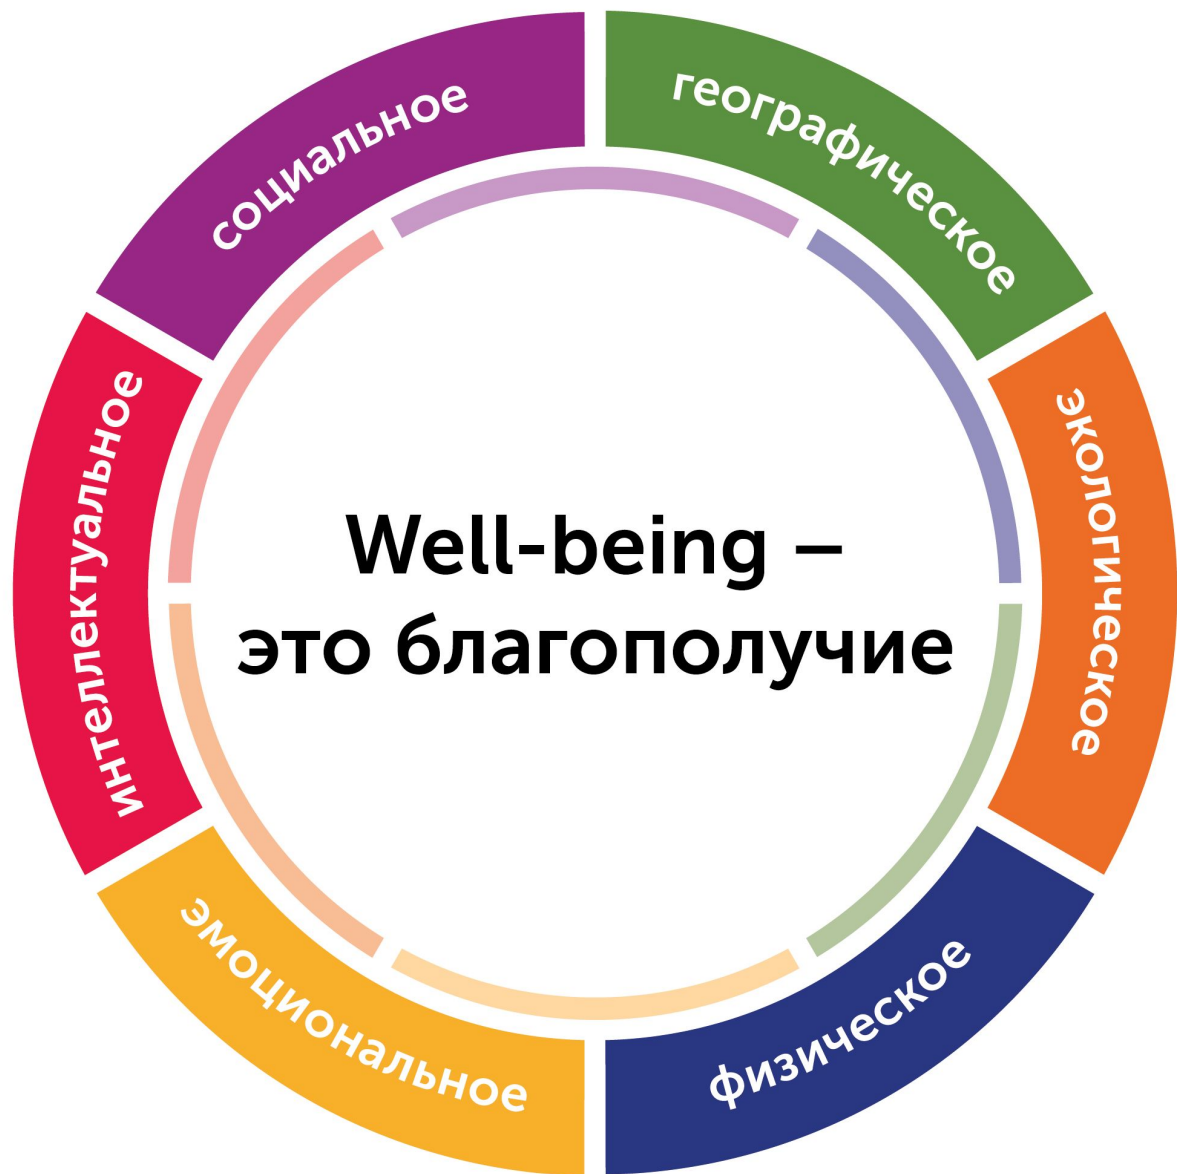 социальное
географическое
экологическое
физическое
эмоциональное
интеллектуальное
Well-being –
это благополучие